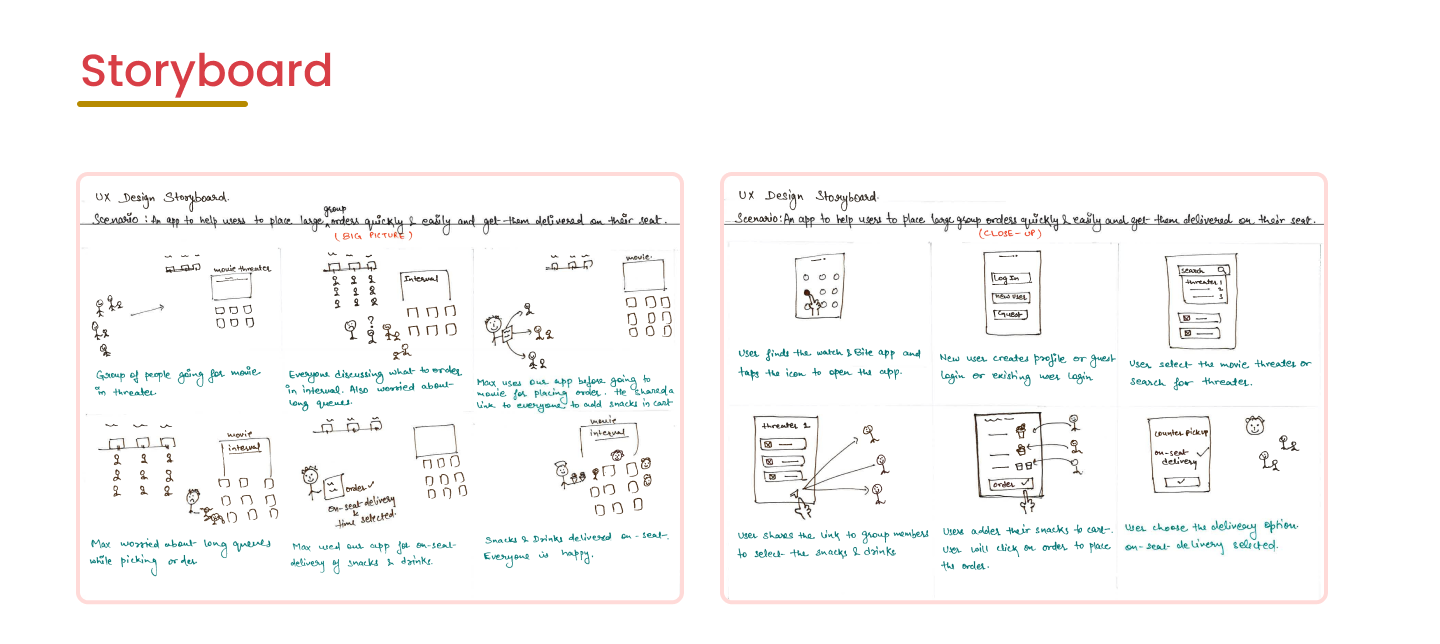 Storyboard
UX Design Storyboard.
group
Scenario : An app to help users to place large orders quickly & easily and get them delivered on their seat.
(BIG PICTURE)
movie threater
Group of people going for movie
in threater.
Interval
?
Everyone discussing what to order
in interval. Also worried about
long queues.
movie.
Max uses our app before going to
movie for placing order. He shared a
link to everyone to add snacks in cart
movie
interval
Max worried about long queues
while picking order
order✓
on-seat delivery
&
time selected.
Max used our app for on-seat
delivery of snacks & drinks.
movie
interval
Snacks & Drinks delivered on-seat.
Everyone is happy.
UX Design Storyboard.
Scenario: An app to help users to place large group orders quickly & easily and get them delivered on their seat.
(CLOSE-UP)
User finds the watch & Bite app and
taps the icon to open the app.
Log In
New User
Guest
New user creates profile or guest
login or existing user login
Search
threater 1
2
3
User select the movie threater or
search for threater.
threater 1
User shares the link to group members
to select the snacks & drinks
order ✓
Users adder their snacks to cart.
User will click on order to place
the order.
counter pickup
on-seat
delivery ✓
✓
User choose the delivery option.
on-seat delivery selected.